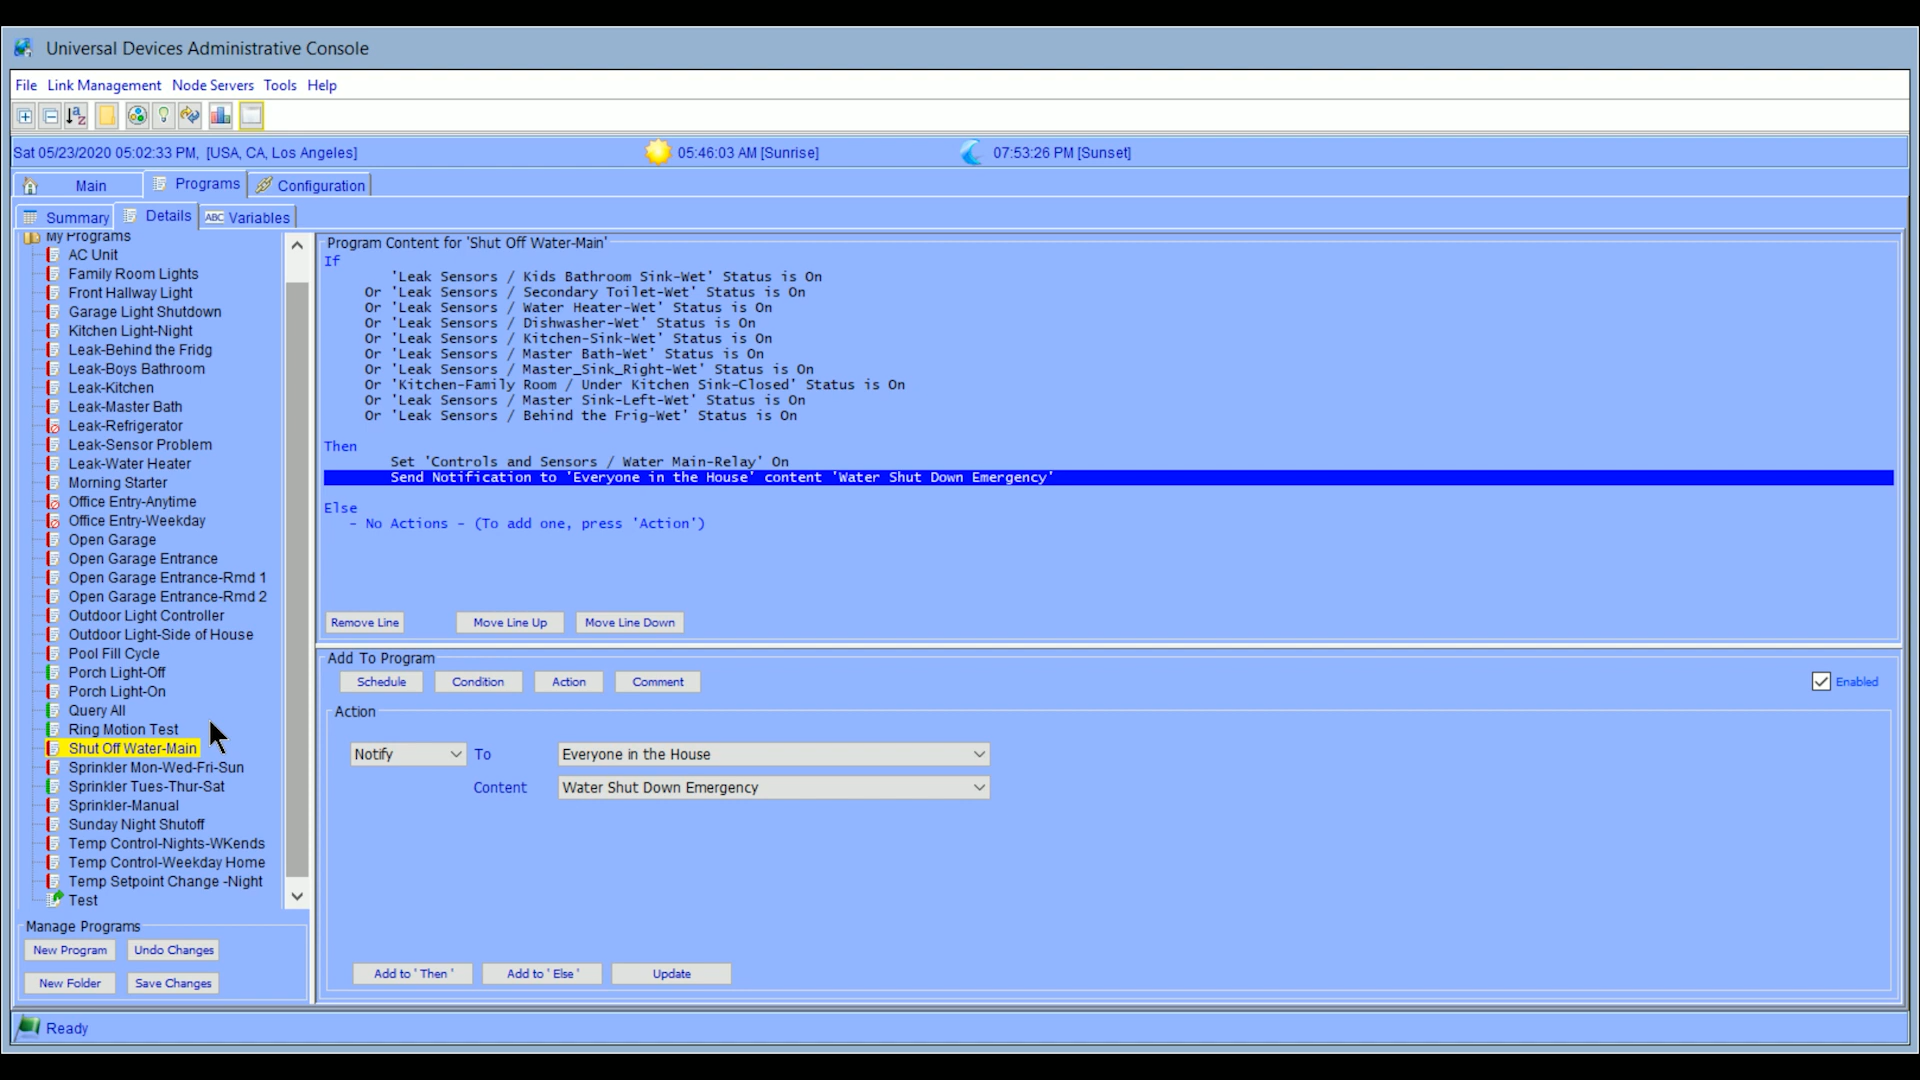 Universal Devices Administrative Console
File Link Management Node Servers Tools Help
Sat 05/23/2020 05:02:33 PM, [USA, CA, Los Angeles] 05:46:03 AM [Sunrise] 07:53:26 PM [Sunset]
Main Programs Configuration
Summary Details ABC Variables
My Programs
AC Unit
Family Room Lights
Front Hallway Light
Garage Light Shutdown
Kitchen Light-Night
Leak-Behind the Fridg
Leak-Boys Bathroom
Leak-Kitchen
Leak-Master Bath
Leak-Refrigerator
Leak-Sensor Problem
Leak-Water Heater
Morning Starter
Office Entry-Anytime
Office Entry-Weekday
Open Garage
Open Garage Entrance
Open Garage Entrance-Rmd 1
Open Garage Entrance-Rmd 2
Outdoor Light Controller
Outdoor Light-Side of House
Pool Fill Cycle
Porch Light-Off
Porch Light-On
Query All
Ring Motion Test
Shut Off Water-Main
Sprinkler Mon-Wed-Fri-Sun
Sprinkler Tues-Thur-Sat
Sprinkler-Manual
Sunday Night Shutoff
Temp Control-Nights-WKends
Temp Control-Weekday Home
Temp Setpoint Change -Night
Test
Manage Programs
New Program Undo Changes
New Folder Save Changes
Program Content for 'Shut Off Water-Main'
If
'Leak Sensors / Kids Bathroom Sink-Wet' Status is On
Or 'Leak Sensors / Secondary Toilet-Wet' Status is On
Or 'Leak Sensors / Water Heater-Wet' Status is On
Or 'Leak Sensors / Dishwasher-Wet' Status is On
Or 'Leak Sensors / Kitchen-Sink-Wet' Status is On
Or 'Leak Sensors / Master Bath-Wet' Status is On
Or 'Leak Sensors / Master_Sink_Right-Wet' Status is On
Or 'Kitchen-Family Room / Under Kitchen Sink-Closed' Status is On
Or 'Leak Sensors / Master Sink-Left-Wet' Status is On
Or 'Leak Sensors / Behind the Frig-Wet' Status is On
Then
Set 'Controls and Sensors / Water Main-Relay' On
Send Notification to 'Everyone in the House' content 'Water Shut Down Emergency'
Else
- No Actions - (To add one, press 'Action')
Remove Line Move Line Up Move Line Down
Add To Program
Schedule Condition Action Comment Enabled
Action
Notify To Everyone in the House
Content Water Shut Down Emergency
Add to ' Then ' Add to ' Else ' Update
Ready